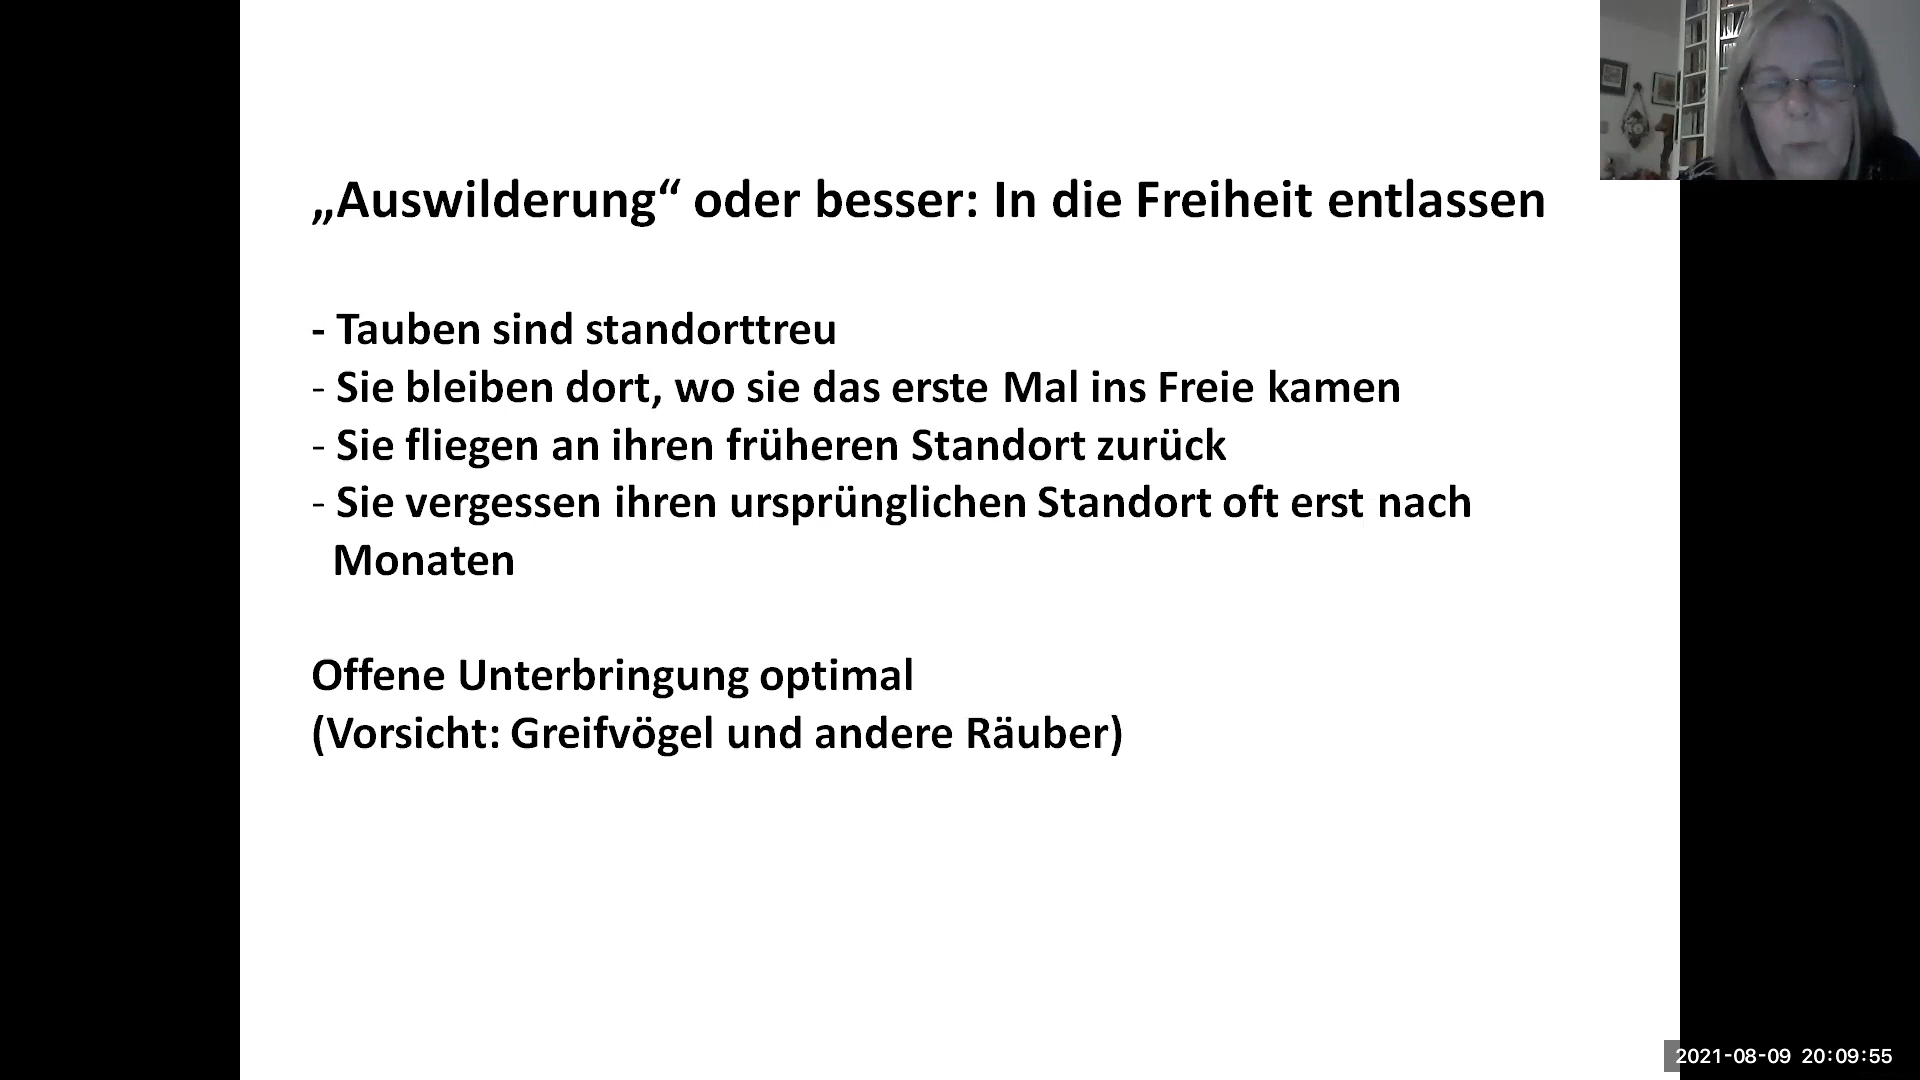 „Auswilderung“ oder besser: In die Freiheit entlassen
- Tauben sind standorttreu
- Sie bleiben dort, wo sie das erste Mal ins Freie kamen
- Sie fliegen an ihren früheren Standort zurück
- Sie vergessen ihren ursprünglichen Standort oft erst nach
Monaten
Offene Unterbringung optimal
(Vorsicht: Greifvögel und andere Räuber)
2021-08-09 20:09:55